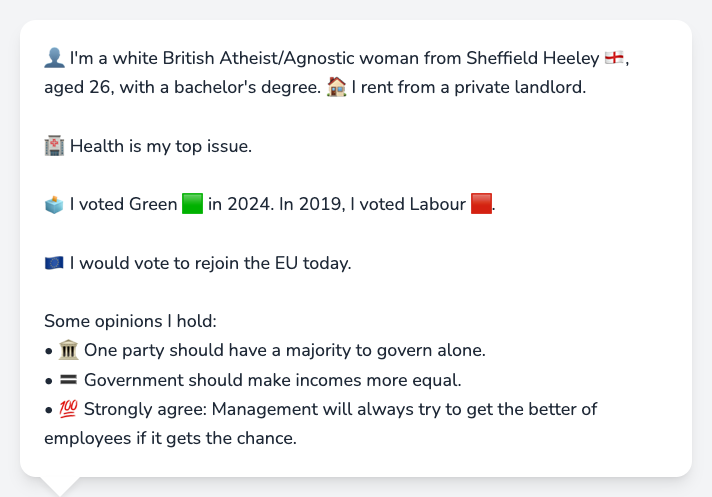 👤 I'm a white British Atheist/Agnostic woman from Sheffield Heeley 🏴󠁧󠁢󠁥󠁮󠁧󠁿,
aged 26, with a bachelor's degree. 🏠 I rent from a private landlord.
🏥 Health is my top issue.
🗳️ I voted Green 🟩 in 2024. In 2019, I voted Labour 🟥.
🇪🇺 I would vote to rejoin the EU today.
Some opinions I hold:
• 🏛️ One party should have a majority to govern alone.
• 🟰 Government should make incomes more equal.
• 💯 Strongly agree: Management will always try to get the better of
employees if it gets the chance.